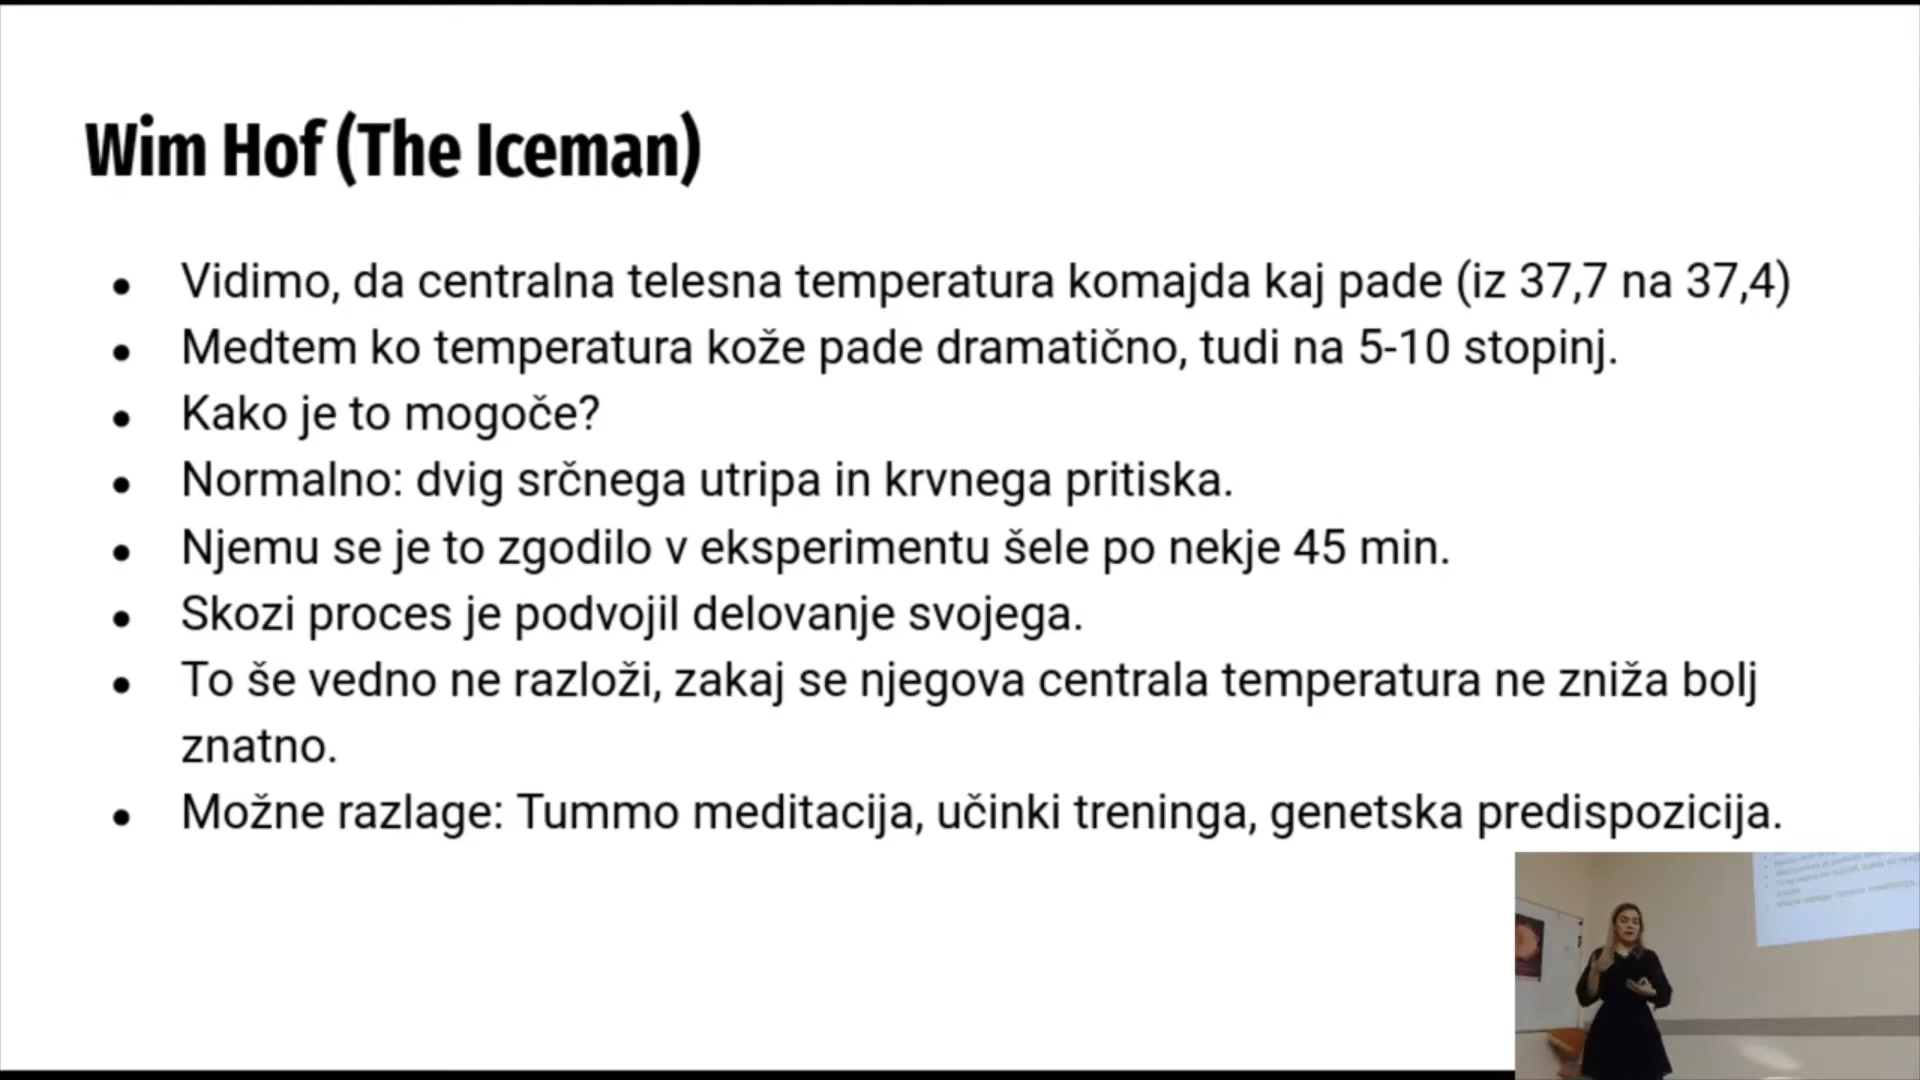 Wim Hof (The Iceman)
● Vidimo, da centralna telesna temperatura komajda kaj pade (iz 37,7 na 37,4)
● Medtem ko temperatura kože pade dramatično, tudi na 5-10 stopinj.
● Kako je to mogoče?
● Normalno: dvig srčnega utripa in krvnega pritiska.
● Njemu se je to zgodilo v eksperimentu šele po nekje 45 min.
● Skozi proces je podvojil delovanje svojega.
● To še vedno ne razloži, zakaj se njegova centrala temperatura ne zniža bolj
znatno.
● Možne razlage: Tummo meditacija, učinki treninga, genetska predispozicija.